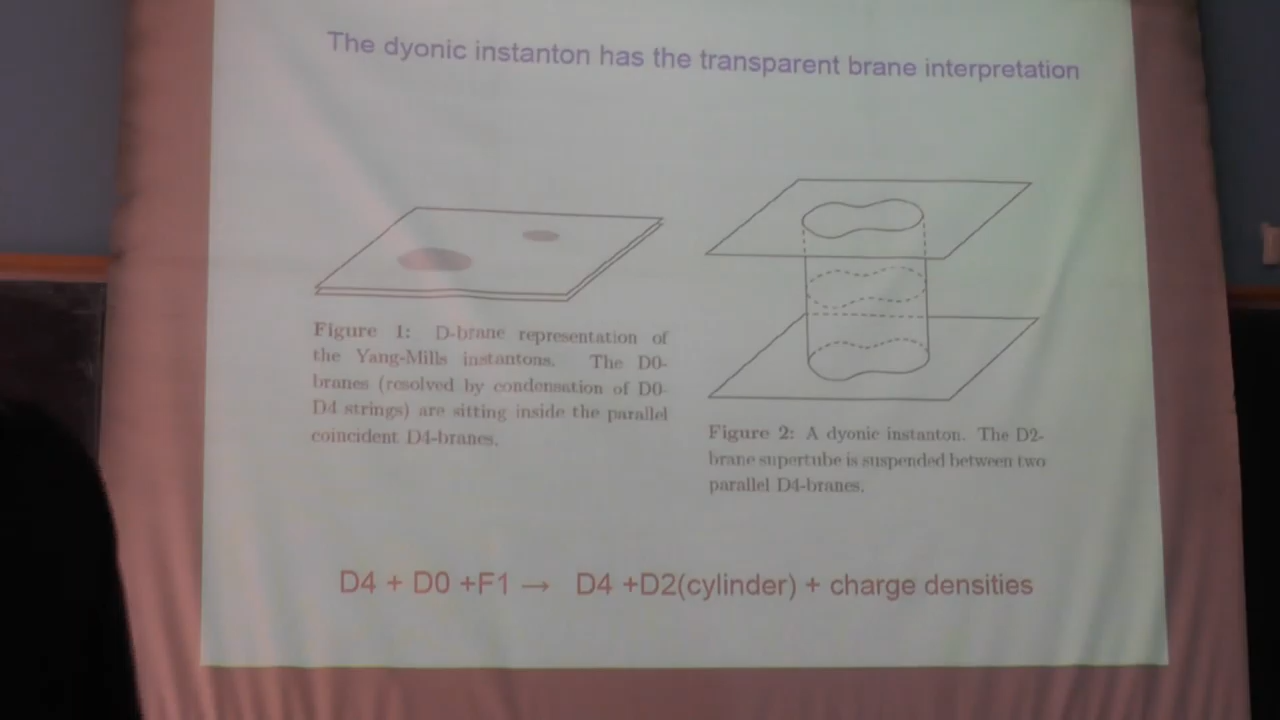 The dyonic instanton has the transparent brane interpretation
Figure 1: D-brane representation of
the Yang-Mills instantons. The D0-
branes (resolved by condensation of D0-
D4 strings) are sitting inside the parallel
coincident D4-branes.
Figure 2: A dyonic instanton. The D2-
brane supertube is suspended between two
parallel D4-branes.
D4 + D0 +F1 → D4 +D2(cylinder) + charge densities